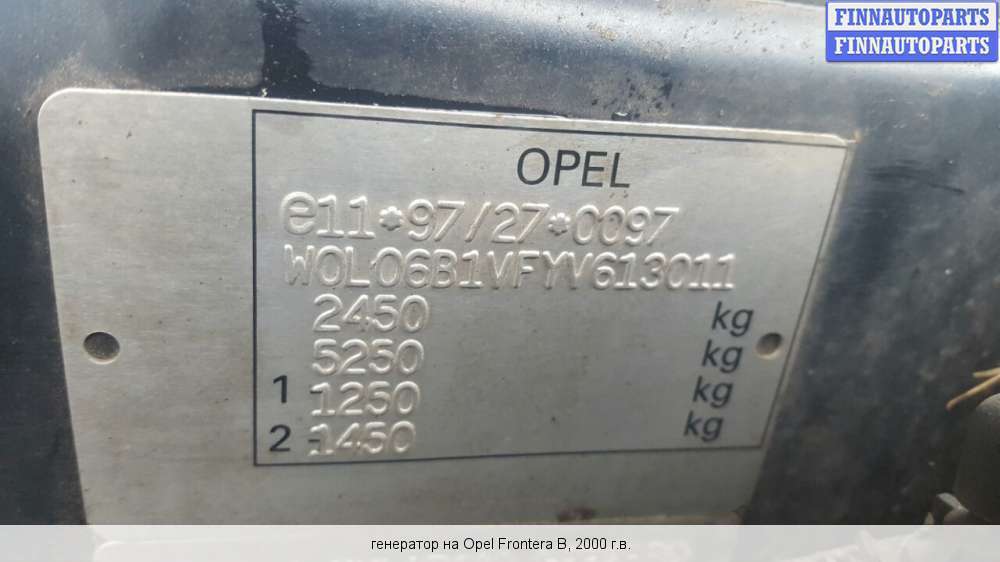 FINNAUTOPARTS
FINNAUTOPARTS
OPEL
e11*97/27*0097
W0L06B1VFYV613011
2450 kg
5250 kg
1 1250 kg
2 - 1450 kg
генератор на Opel Frontera B, 2000 г.в.